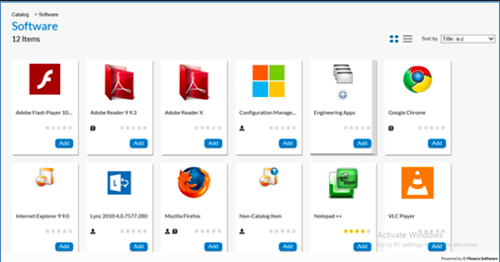 Catalog > Software
Software
12 Items
Sort by Title: a-z
Adobe Flash Player 10...
Adobe Reader 9 9.3
Adobe Reader X
Configuration Manage...
Engineering Apps
Google Chrome
Add Add Add Add Add Add
Internet Explorer 9 9.0
Lync 2010 4.0.7577.280
Mozilla Firefox
Non-Catalog Item
Notepad ++
VLC Player
Add Add Add Add Add Add
Activate Windows
Go to PC settings to activate Windows.
Powered by © Flexera Software